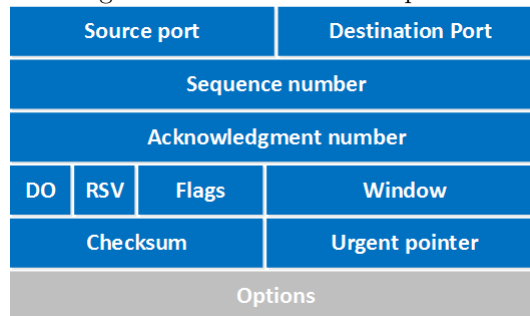 Source port Destination Port
Sequence number
Acknowledgment number
DO RSV Flags Window
Checksum Urgent pointer
Options